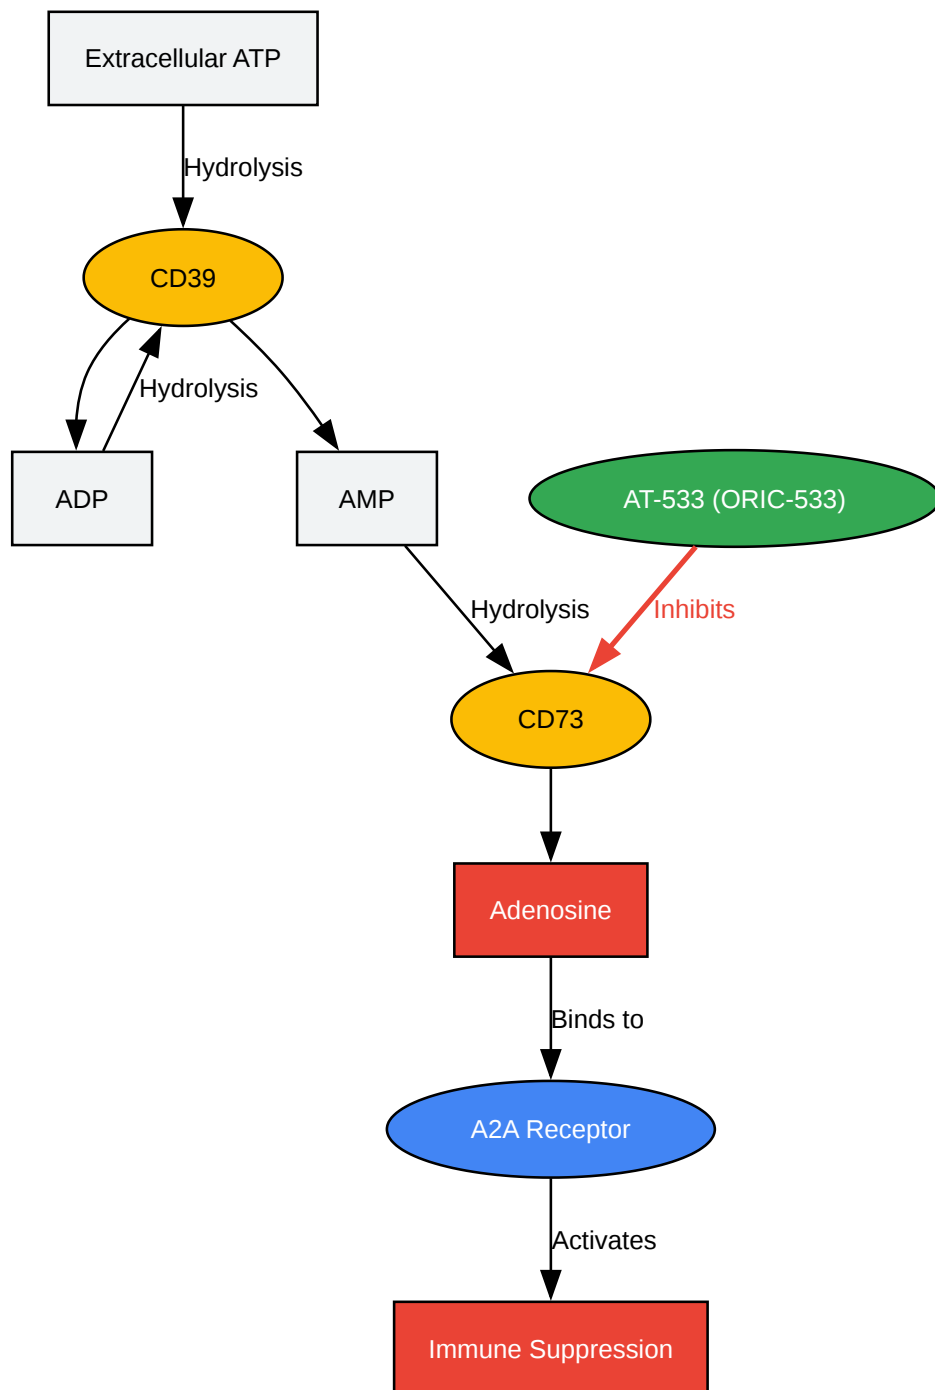 Extracellular ATP
Hydrolysis
CD39
Hydrolysis
ADP
AMP
AT-533 (ORIC-533)
Hydrolysis
Inhibits
CD73
Adenosine
Binds to
A2A Receptor
Activates
Immune Suppression